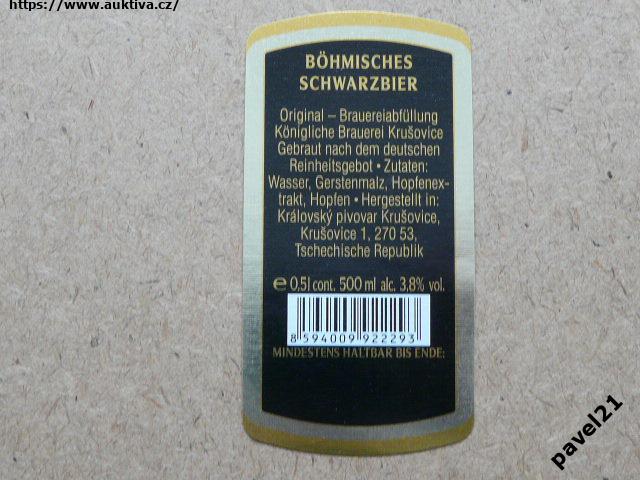 https://www.auktiva.cz/
BÖHMISCHES
SCHWARZBIER
Original – Brauereiabfüllung
Königliche Brauerei Krušovice
Gebraut nach dem deutschen
Reinheitsgebot • Zutaten:
Wasser, Gerstenmalz, Hopfenex-
trakt, Hopfen • Hergestellt in:
Královský pivovar Krušovice,
Krušovice 1, 270 53,
Tschechische Republik
℮ 0,5l cont. 500 ml alc. 3,8% vol.
8 594009 922293
MINDESTENS HALTBAR BIS ENDE:
pavel21